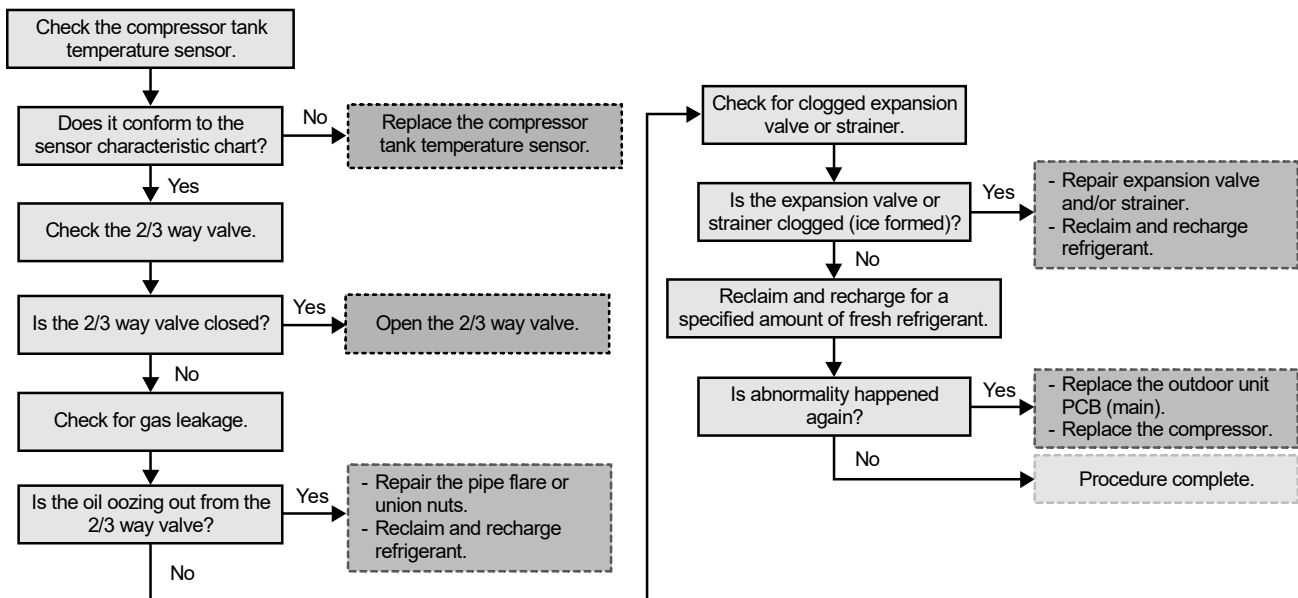 Check the compressor tank
temperature sensor.
Does it conform to the
sensor characteristic chart?
No
Replace the compressor
tank temperature sensor.
Yes
Check the 2/3 way valve.
Is the 2/3 way valve closed?
Yes
Open the 2/3 way valve.
No
Check for gas leakage.
Is the oil oozing out from the
2/3 way valve?
Yes
- Repair the pipe flare or
union nuts.
- Reclaim and recharge
refrigerant.
No
Check for clogged expansion
valve or strainer.
Is the expansion valve or
strainer clogged (ice formed)?
Yes
- Repair expansion valve
and/or strainer.
- Reclaim and recharge
refrigerant.
No
Reclaim and recharge for a
specified amount of fresh refrigerant.
Is abnormality happened
again?
Yes
- Replace the outdoor unit
PCB (main).
- Replace the compressor.
No
Procedure complete.